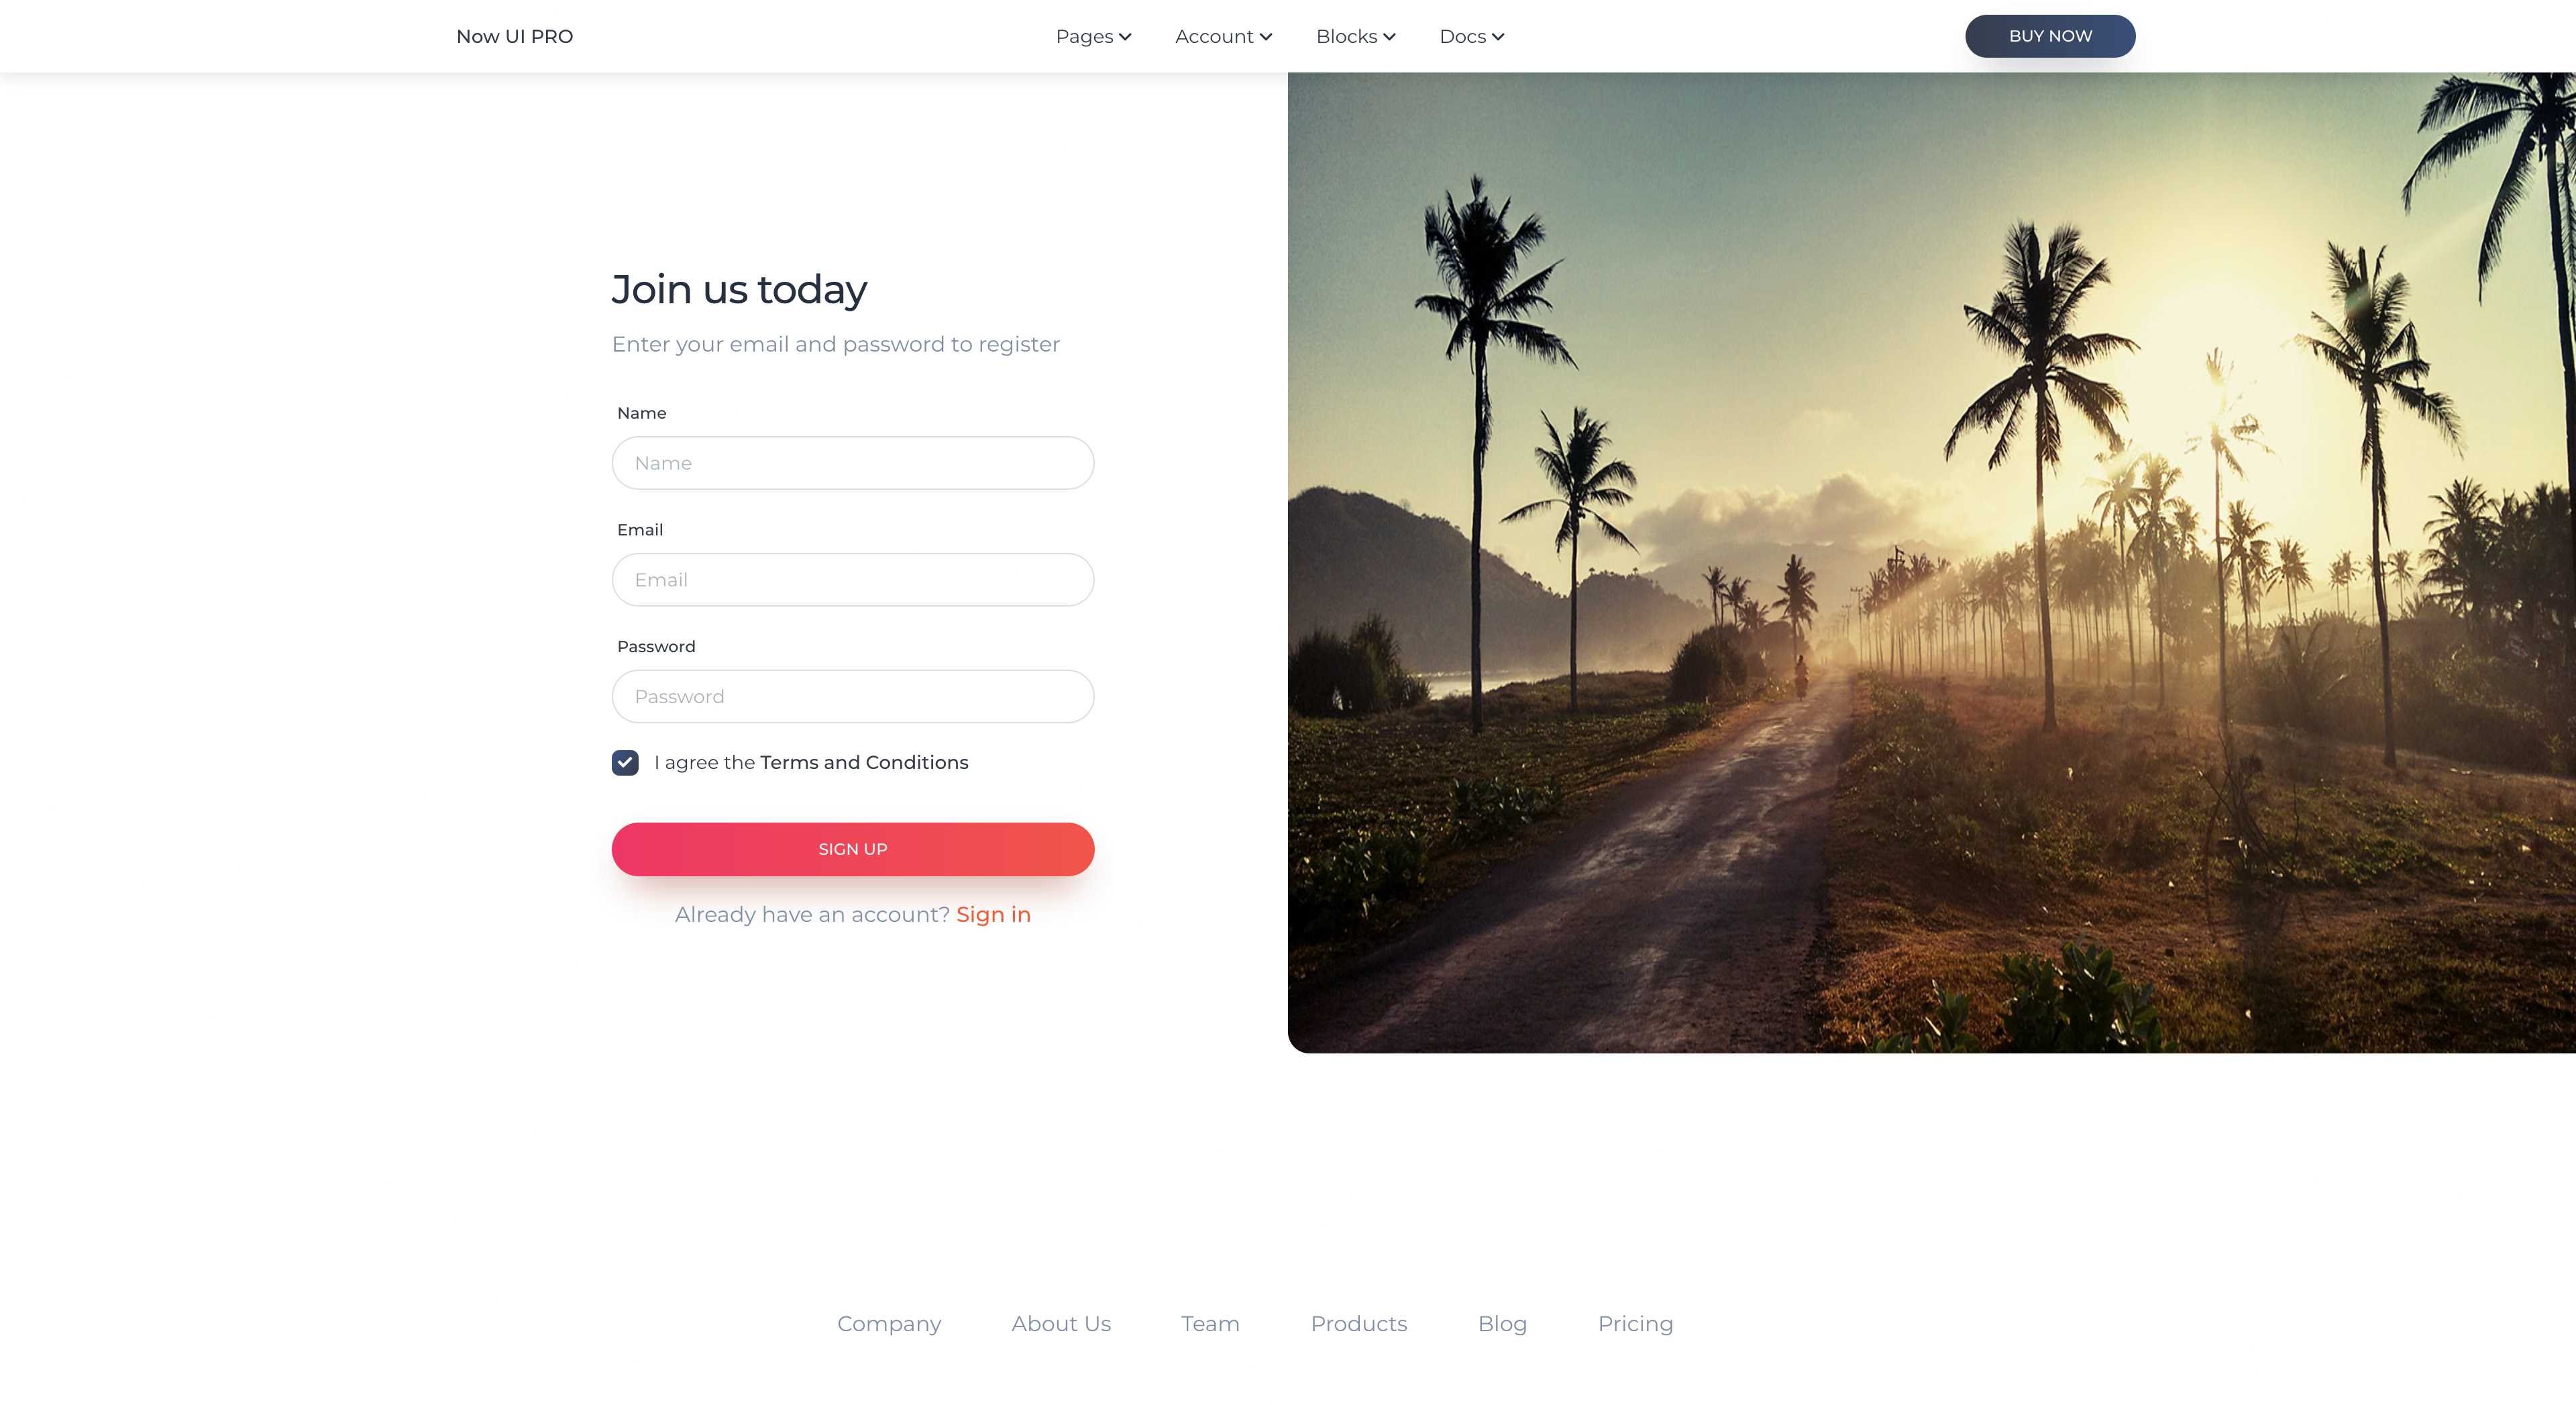 Now UI PRO
Pages
Account
Blocks
Docs
BUY NOW
Join us today
Enter your email and password to register
Name
Name
Email
Email
Password
Password
I agree the Terms and Conditions
SIGN UP
Already have an account? Sign in
Company
About Us
Team
Products
Blog
Pricing